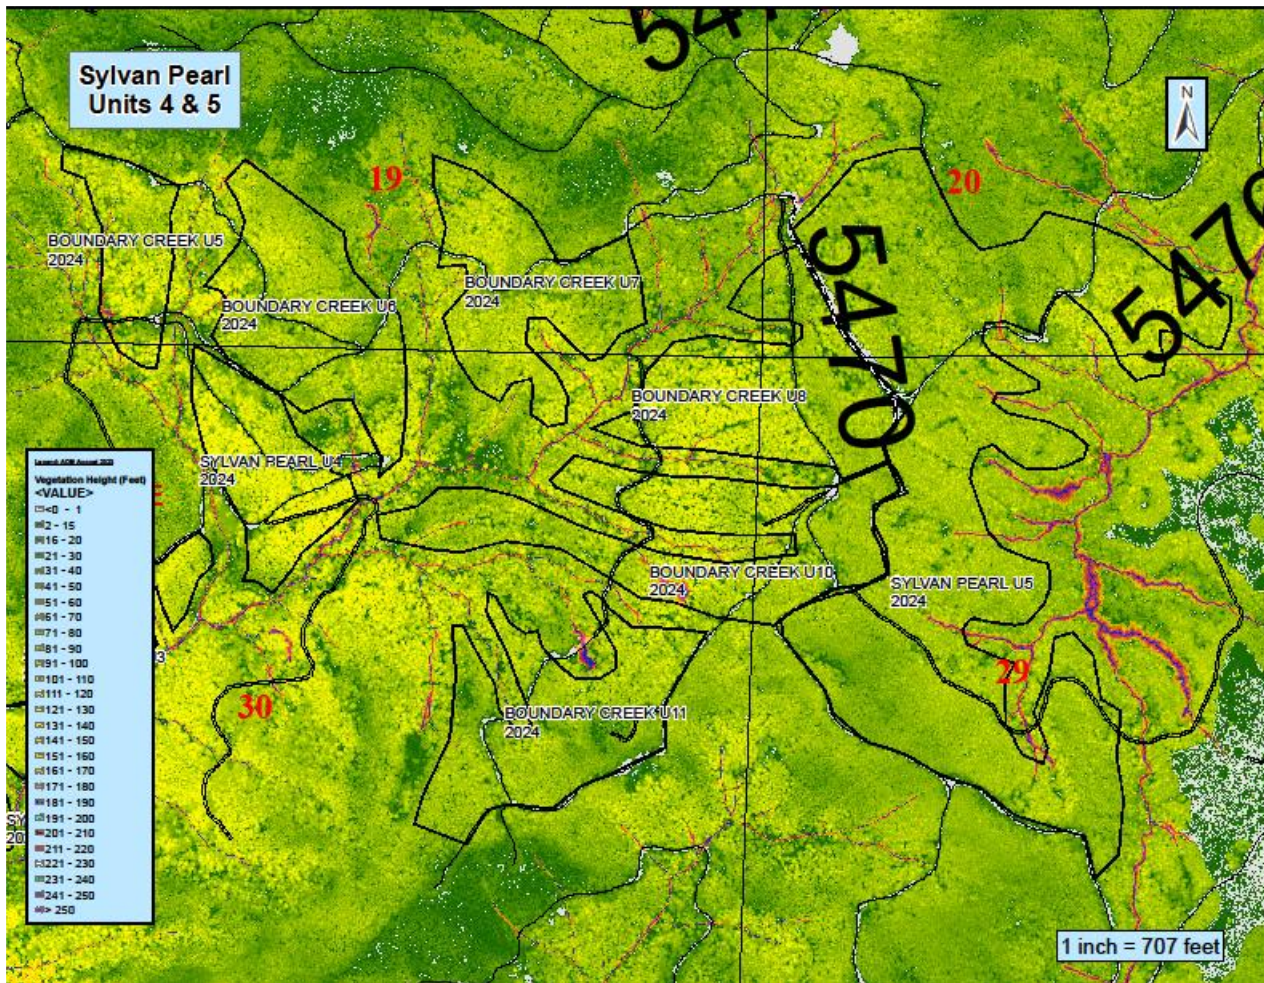 547
Sylvan Pearl
Units 4 & 5
N
19
20
5470
5470
BOUNDARY CREEK U5
2024
BOUNDARY CREEK U6
2024
BOUNDARY CREEK U7
2024
BOUNDARY CREEK U8
2024
SYLVAN PEARL U4
2024
BOUNDARY CREEK U10
2024
SYLVAN PEARL U5
2024
29
30
BOUNDARY CREEK U11
2024
Vegetation Height (Feet)
<VALUE>
<0 - 1
2 - 15
16 - 20
21 - 30
31 - 40
41 - 50
51 - 60
61 - 70
71 - 80
81 - 90
91 - 100
101 - 110
111 - 120
121 - 130
131 - 140
141 - 150
151 - 160
161 - 170
171 - 180
181 - 190
191 - 200
201 - 210
211 - 220
221 - 230
231 - 240
241 - 250
> 250
3
SY
20
1 inch = 707 feet